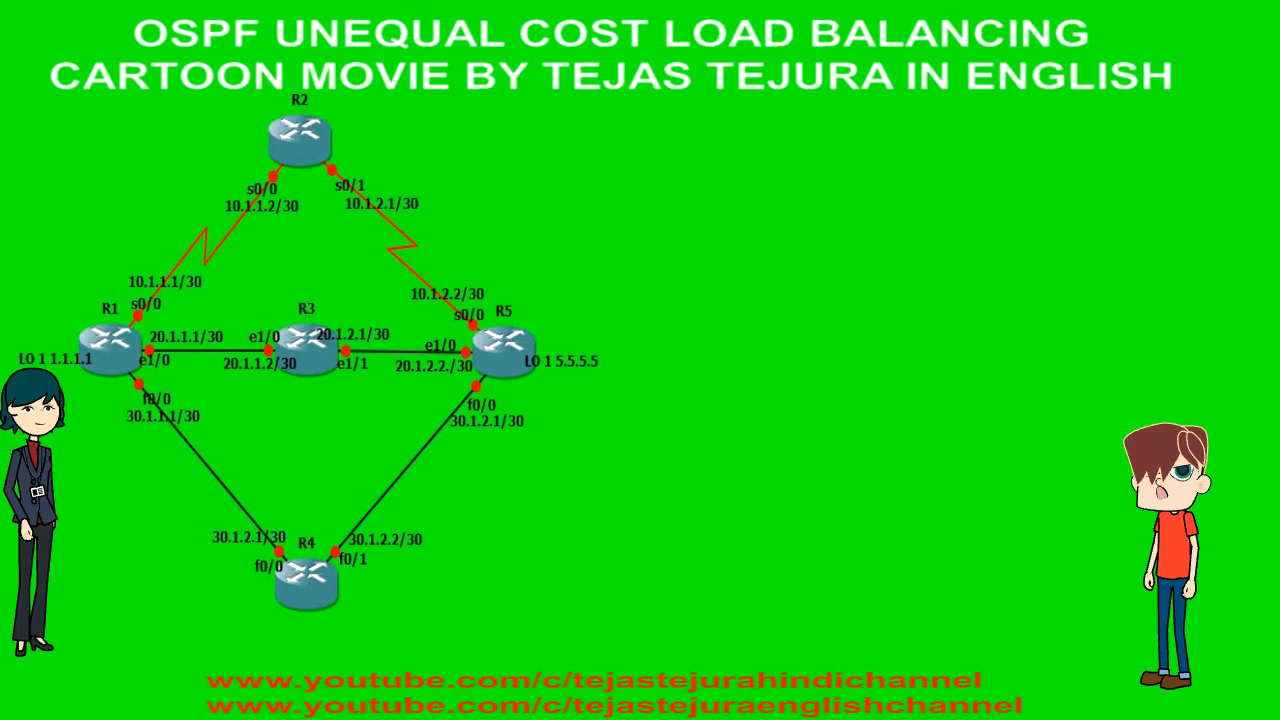 OSPF UNEQUAL COST LOAD BALANCING
CARTOON MOVIE BY TEJAS TEJURA IN ENGLISH
R2
s0/0
s0/1
10.1.1.2/30
10.1.2.1/30
10.1.1.1/30
10.1.2.2/30
R1
s0/0
R3
s0/0
R5
20.1.1.1/30
e1/0
20.1.2.1/30
e1/0
LO 1 1.1.1.1
e1/0
20.1.1.2/30
e1/1
20.1.2.2./30
LO 1 5.5.5.5
f0/0
30.1.1.1/30
f0/0
30.1.2.1/30
30.1.2.1/30
R4
30.1.2.2/30
f0/0
f0/1
www.youtube.com/c/tejastejurahindichannel
www.youtube.com/c/tejastejuraenglishchannel